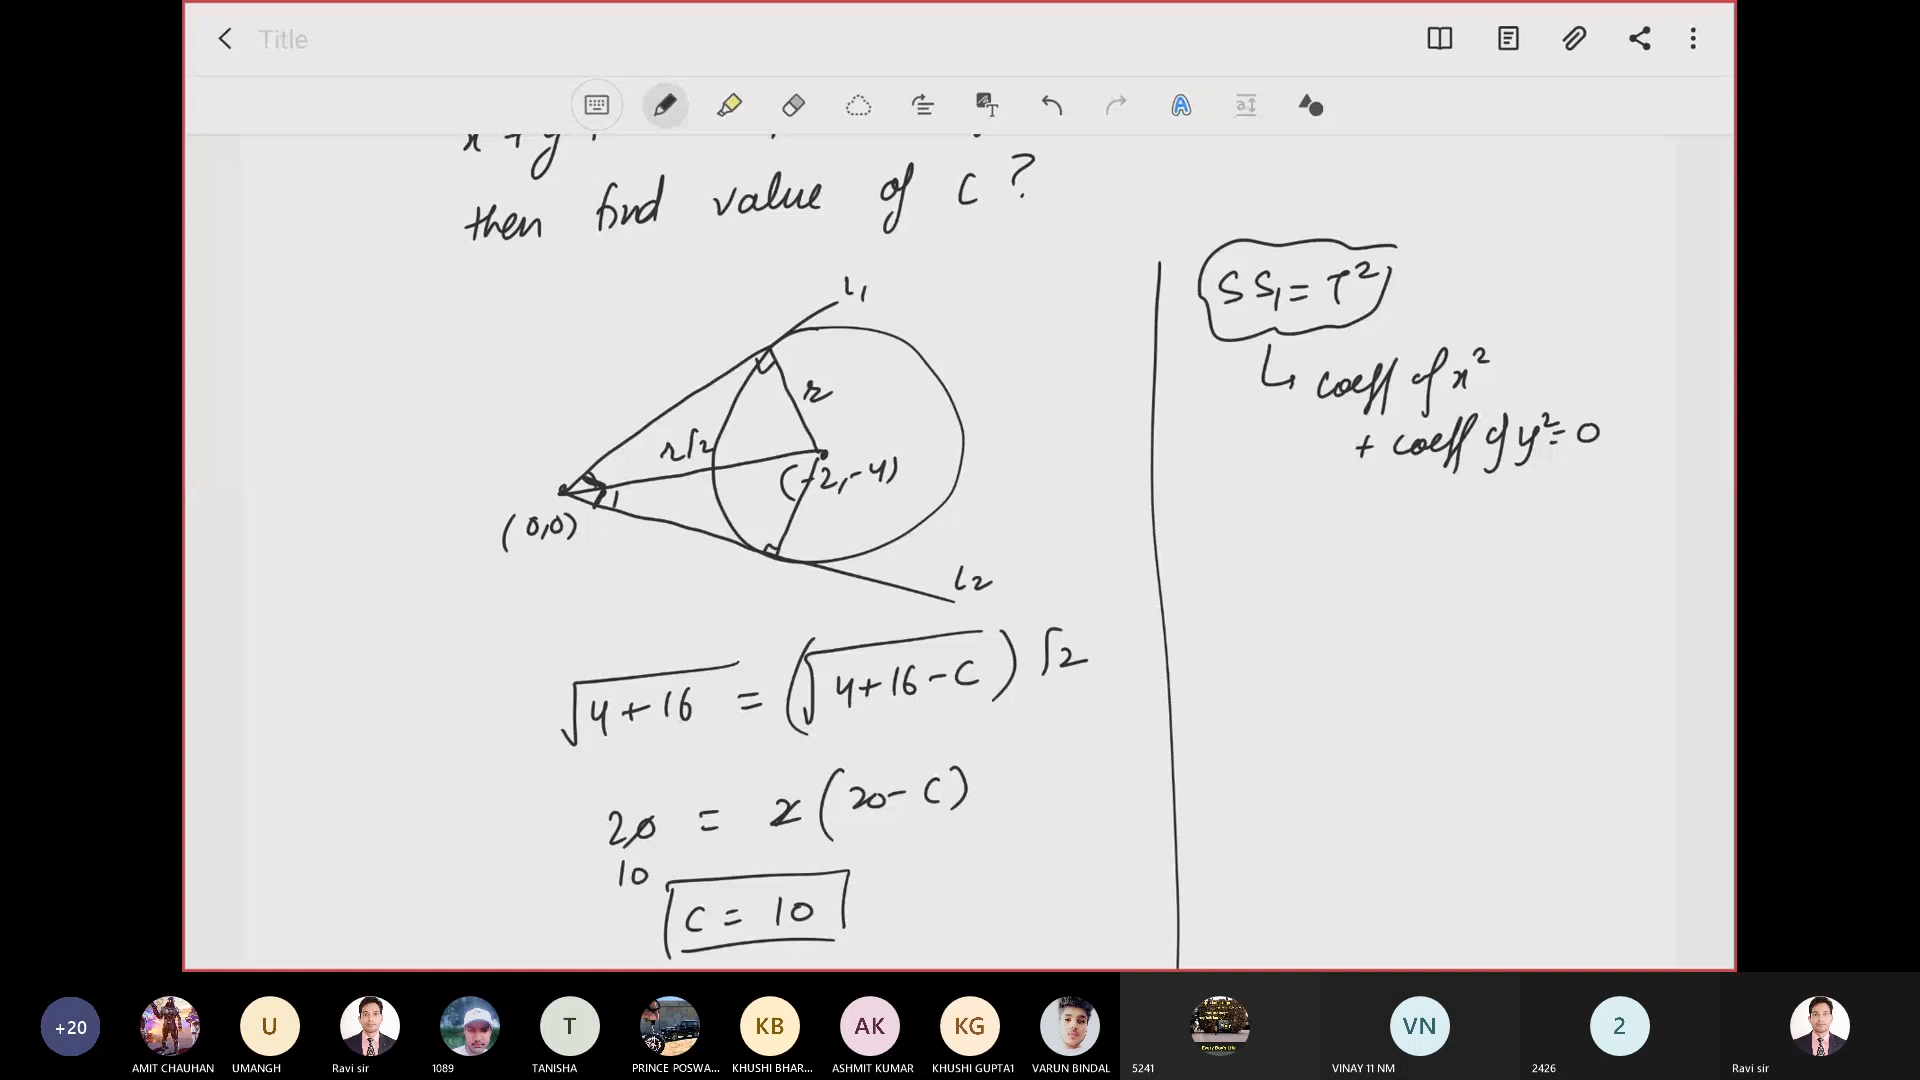 Title
then find value of c ?
l₁
r
r√2
(-2,-4)
(0,0)
l₂
√4+16 = (√4+16-c) √2
20 = 2(20-c)
10
c = 10
SS₁ = T²
↳ coeff of x²
+ coeff of y² = 0
+20
AMIT CHAUHAN
U
UMANGH
Ravi sir
1089
T
TANISHA
PRINCE POSWA...
KB
KHUSHI BHAR...
AK
ASHMIT KUMAR
KG
KHUSHI GUPTA1
VARUN BINDAL
5241
VN
VINAY 11 NM
2
2426
Ravi sir